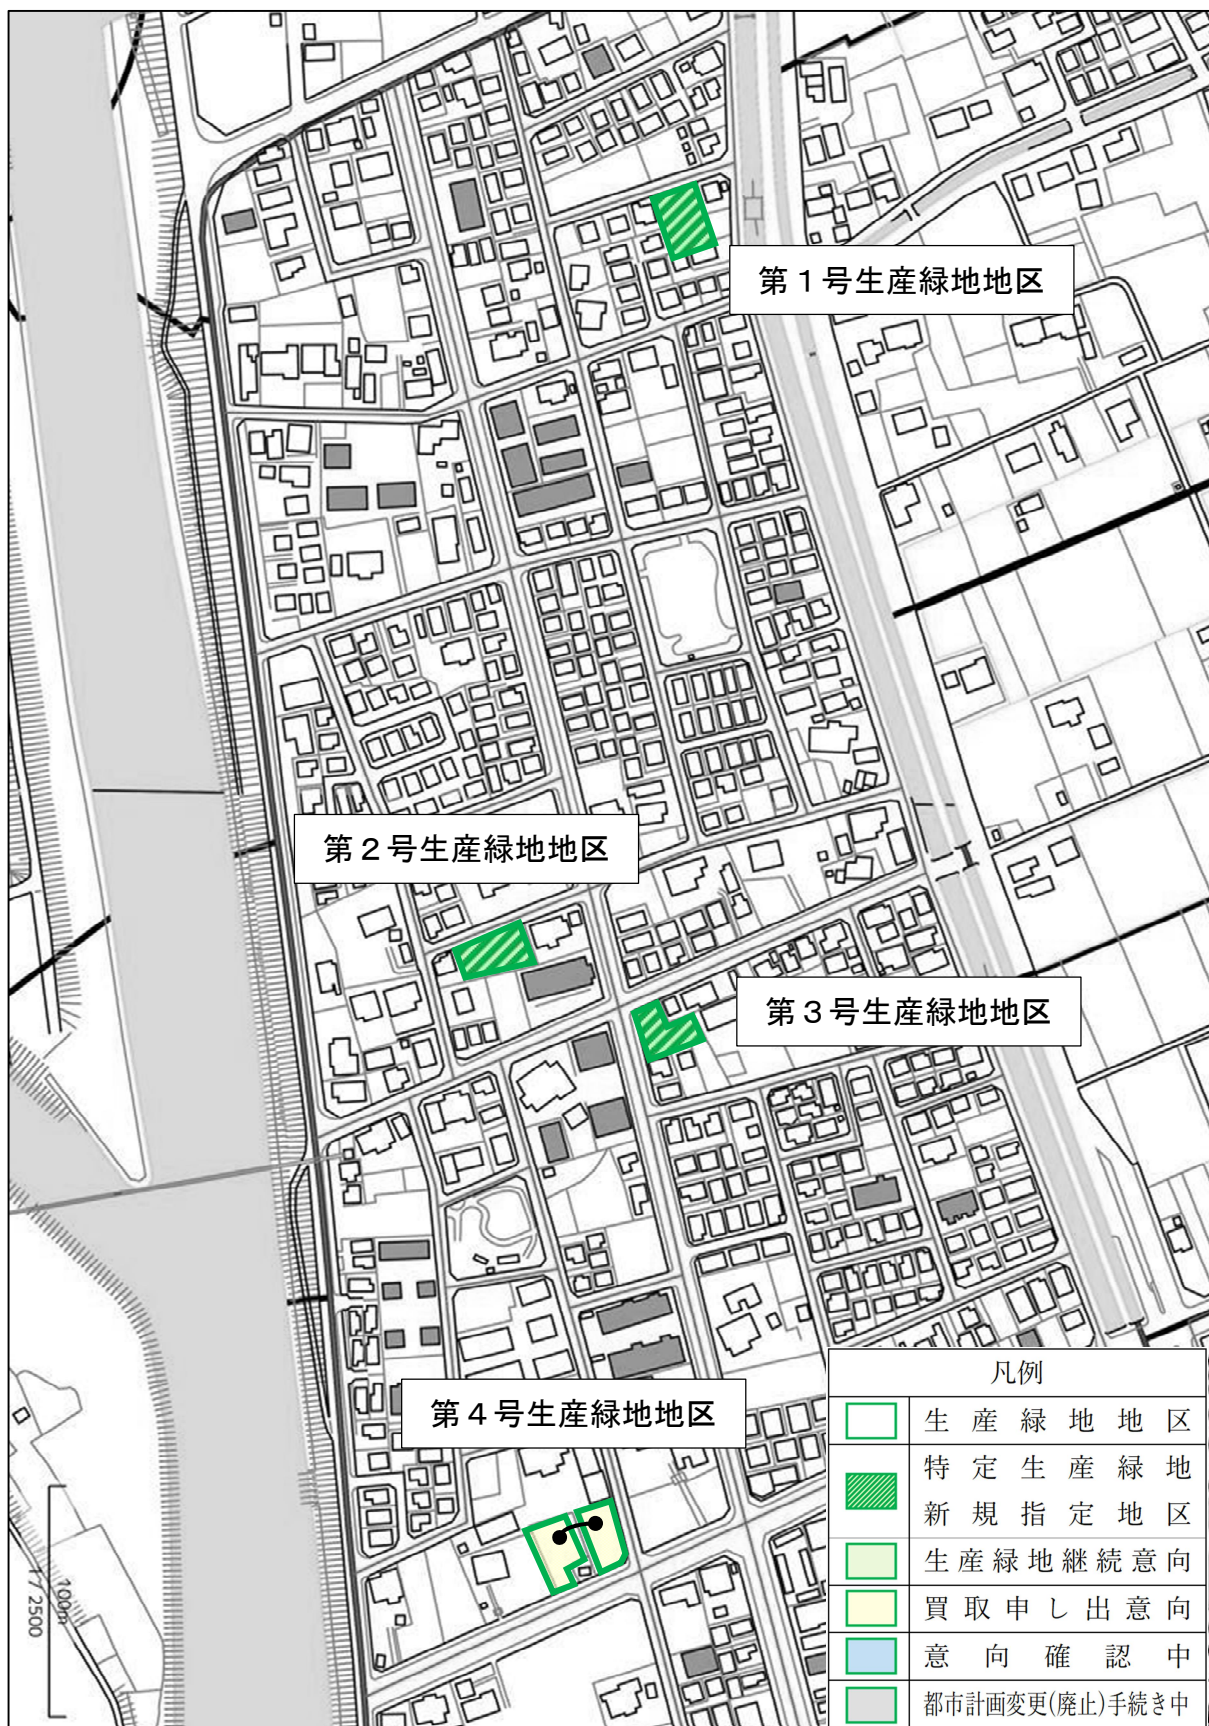 第１号生産緑地地区
第２号生産緑地地区
第３号生産緑地地区
第４号生産緑地地区
100m
1 / 2500
凡例
生産緑地地区
特定生産緑地
新規指定地区
生産緑地継続意向
買取申し出意向
意向確認中
都市計画変更(廃止)手続き中